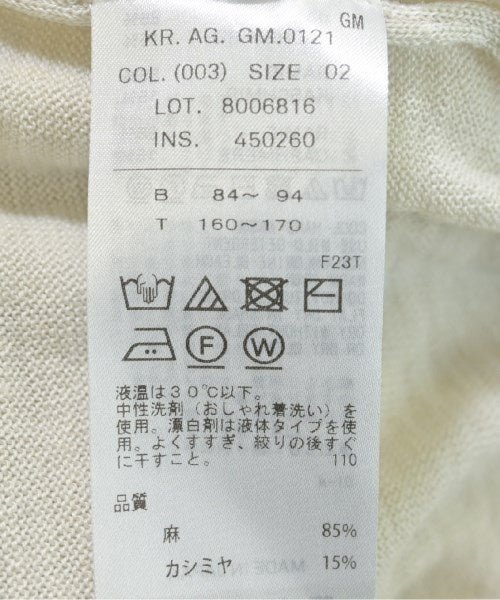 GM
KR. AG. GM.0121
COL. (003) SIZE 02
LOT. 8006816
INS. 450260
B 84~ 94
T 160~170
F23T
F W
液温は30℃以下。
中性洗剤(おしゃれ着洗い)を
使用。漂白剤は液体タイプを使
用。よくすすぎ、絞りの後すぐ
に干すこと。 110
品質
麻 85%
カシミヤ 15%